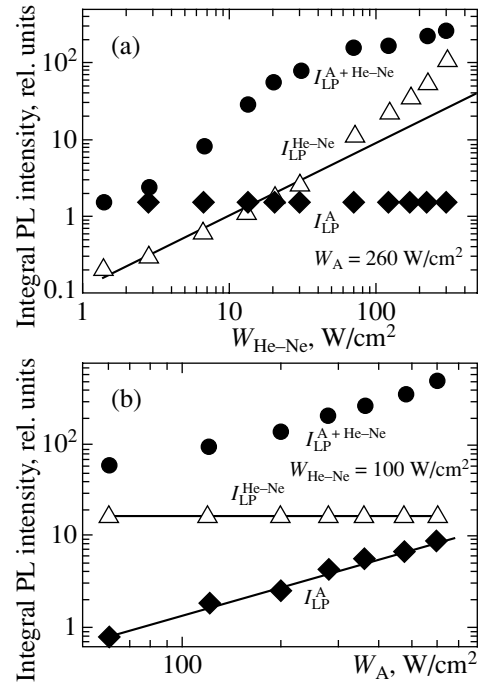 Integral PL intensity, rel. units
(a)
10²
10
1
0.1
I_LP^A + He–Ne
I_LP^He–Ne
I_LP^A
W_A = 260 W/cm²
1 10 100
W_He–Ne, W/cm²
Integral PL intensity, rel. units
(b)
10²
10
1
I_LP^A + He–Ne
W_He–Ne = 100 W/cm²
I_LP^He–Ne
I_LP^A
100
W_A, W/cm²